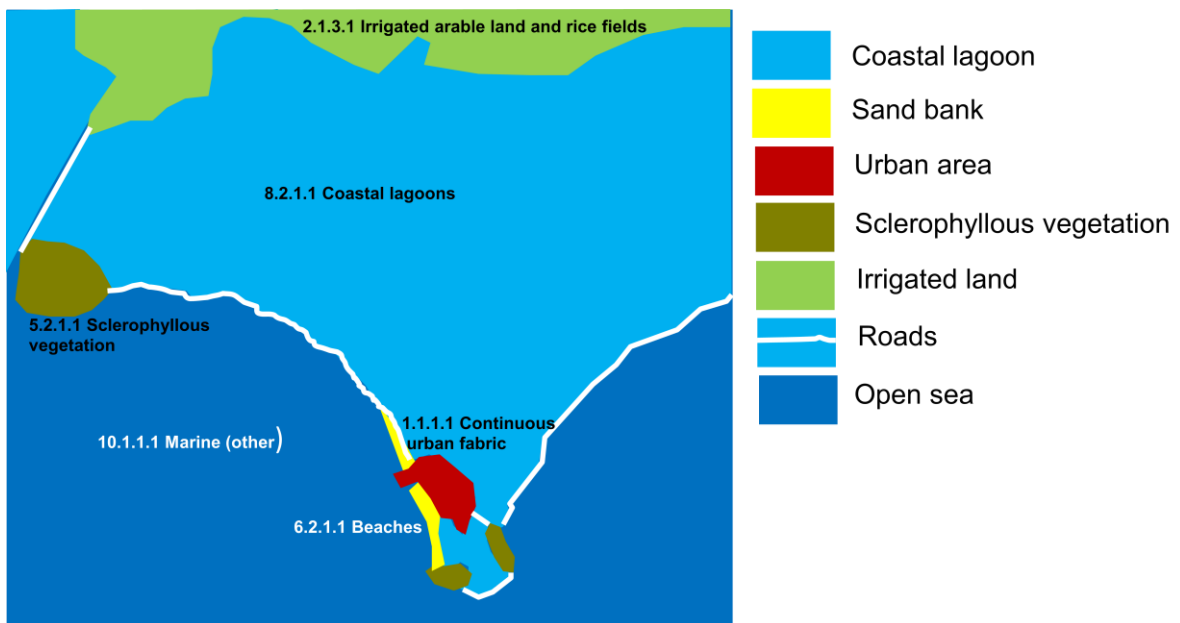 2.1.3.1 Irrigated arable land and rice fields
8.2.1.1 Coastal lagoons
5.2.1.1 Sclerophyllous
vegetation
1.1.1.1 Continuous
urban fabric
10.1.1.1 Marine (other)
6.2.1.1 Beaches
Coastal lagoon
Sand bank
Urban area
Sclerophyllous vegetation
Irrigated land
Roads
Open sea